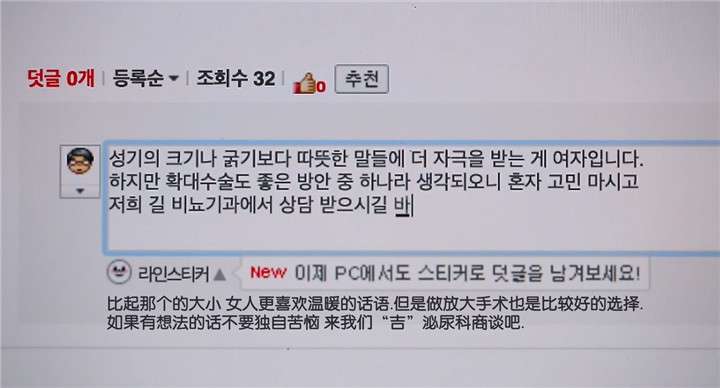 덧글 0개 | 등록순 | 조회수 32 | 0 추천
성기의 크기나 굵기보다 따뜻한 말들에 더 자극을 받는 게 여자입니다.
하지만 확대수술도 좋은 방안 중 하나라 생각되오니 혼자 고민 마시고
저희 길 비뇨기과에서 상담 받으시길 바
라인스티커 New 이제 PC에서도 스티커로 덧글을 남겨보세요!
比起那个的大小 女人更喜欢温暖的话语.但是做放大手术也是比较好的选择.
如果有想法的话不要独自苦恼 来我们“吉”泌尿科商谈吧.